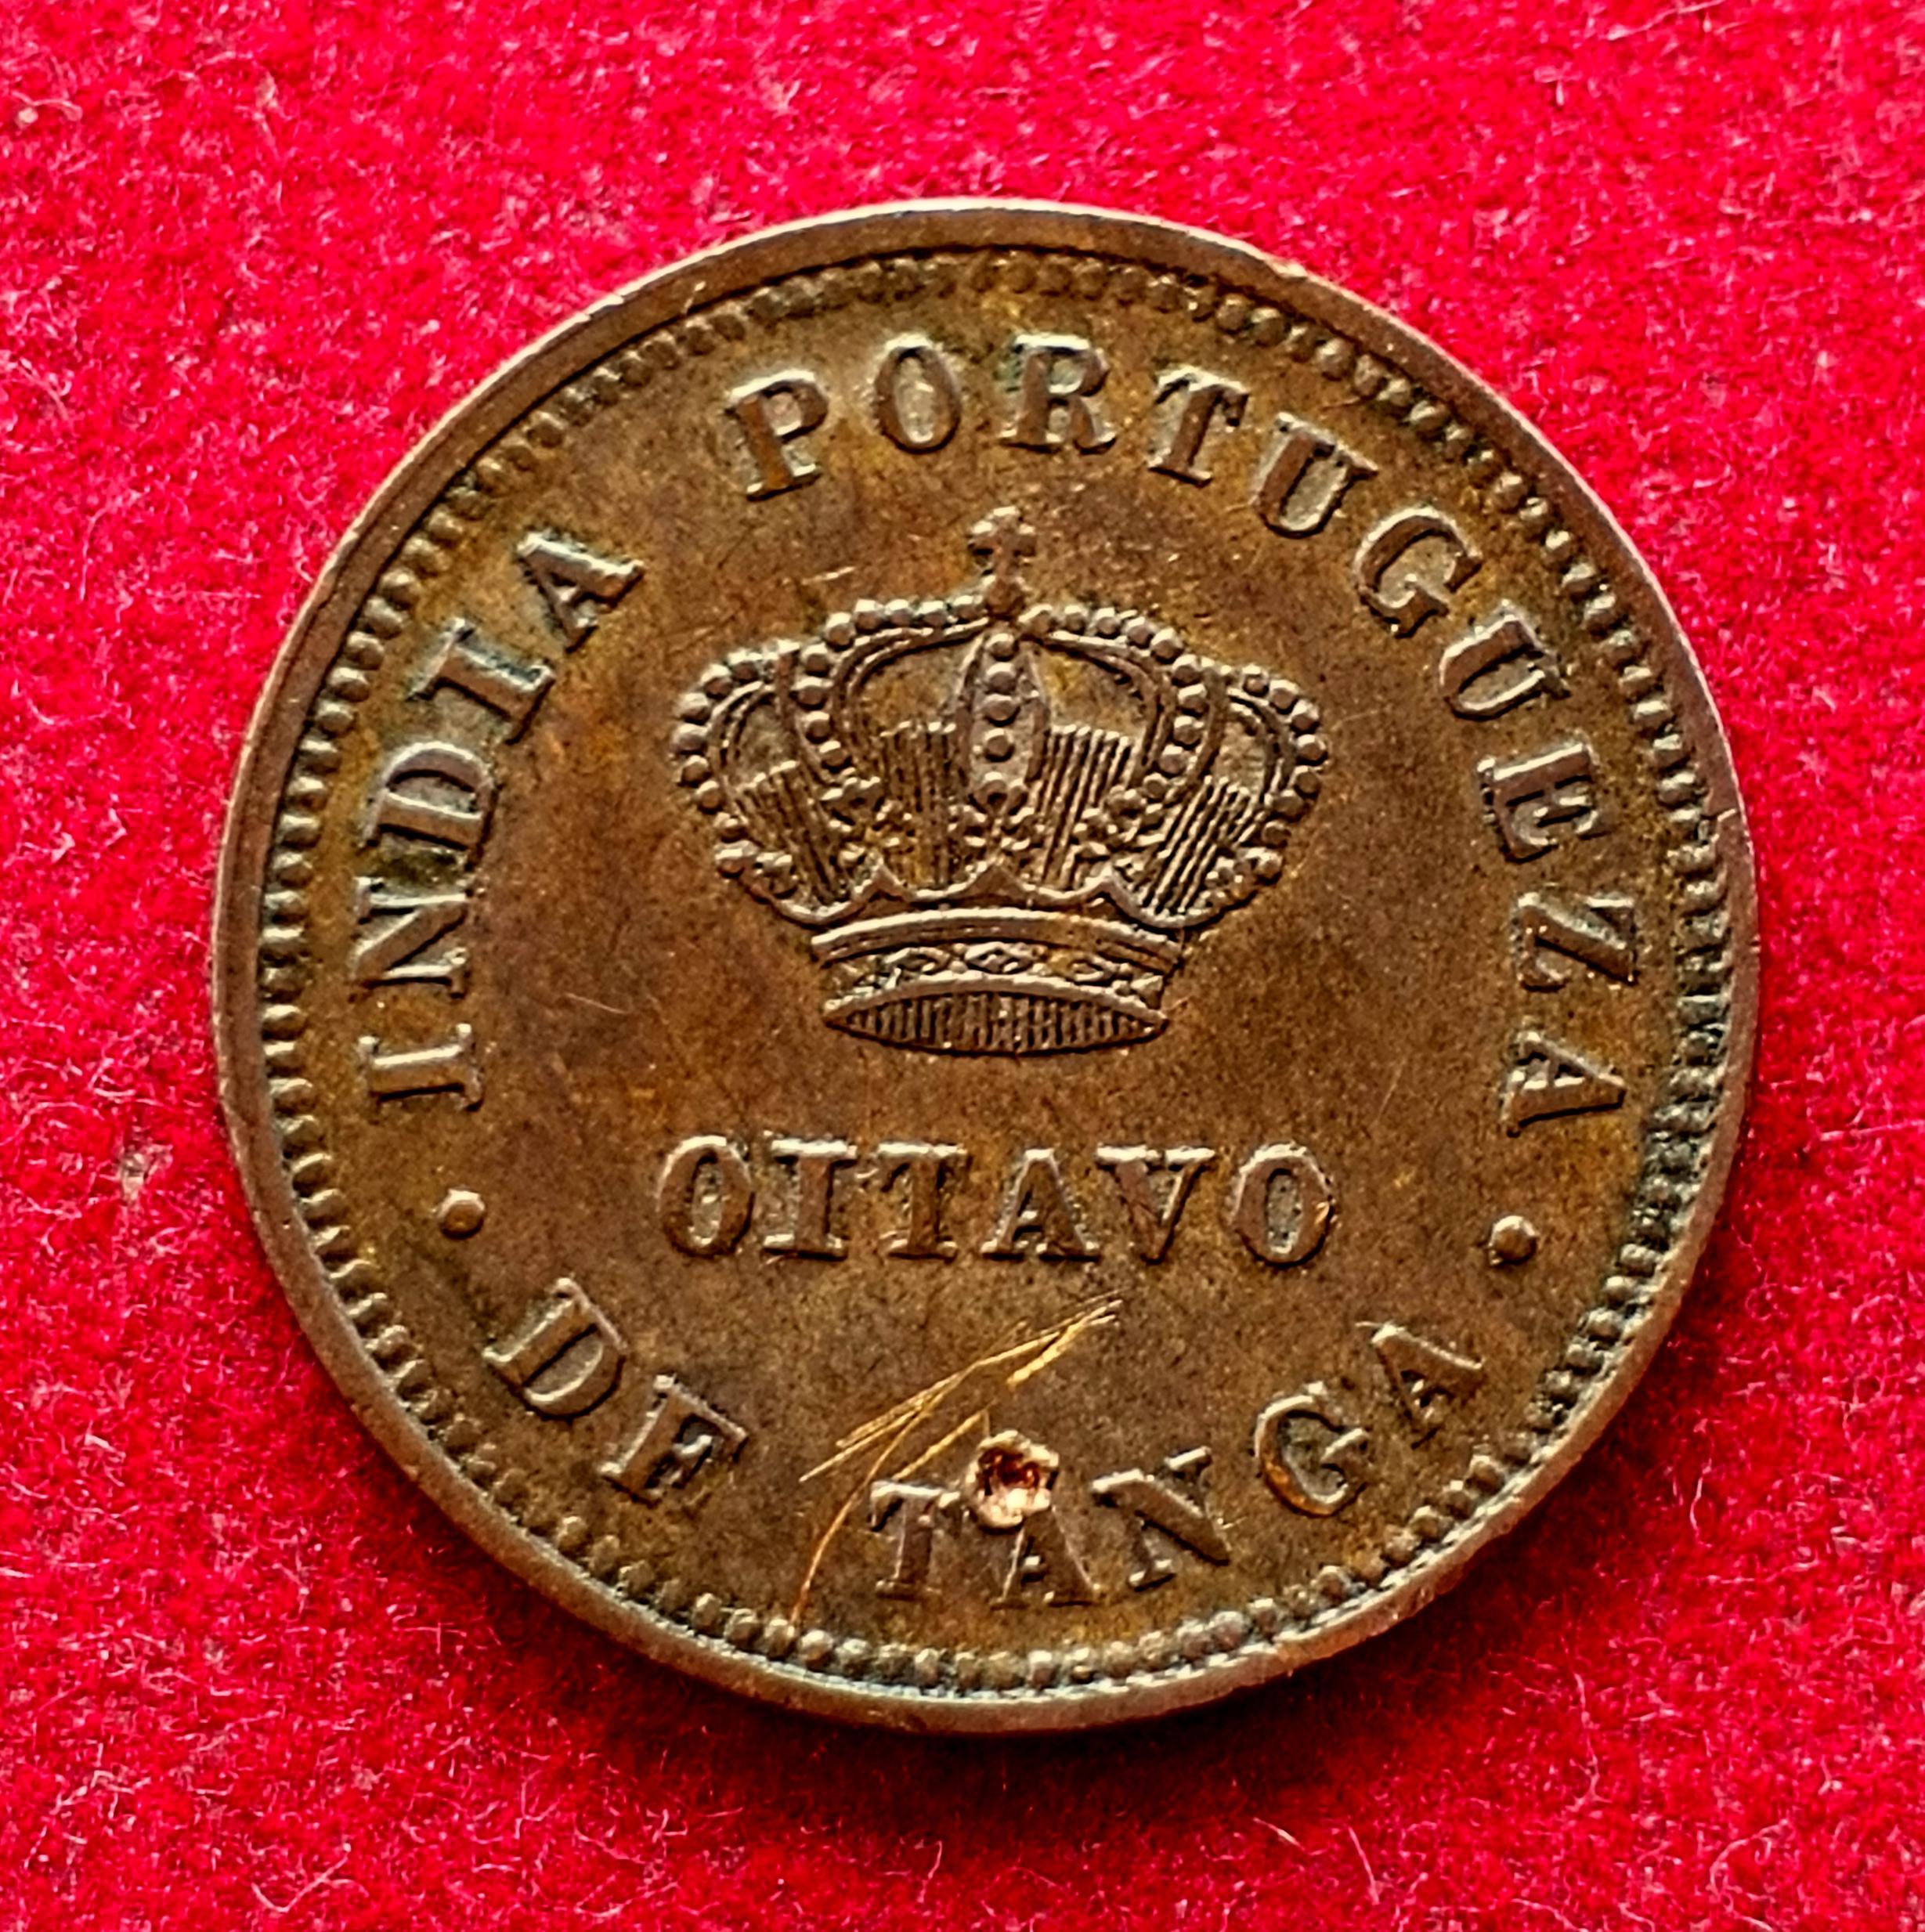 INDIA PORTUGUEZA
OITAVO
· DE TANGA ·